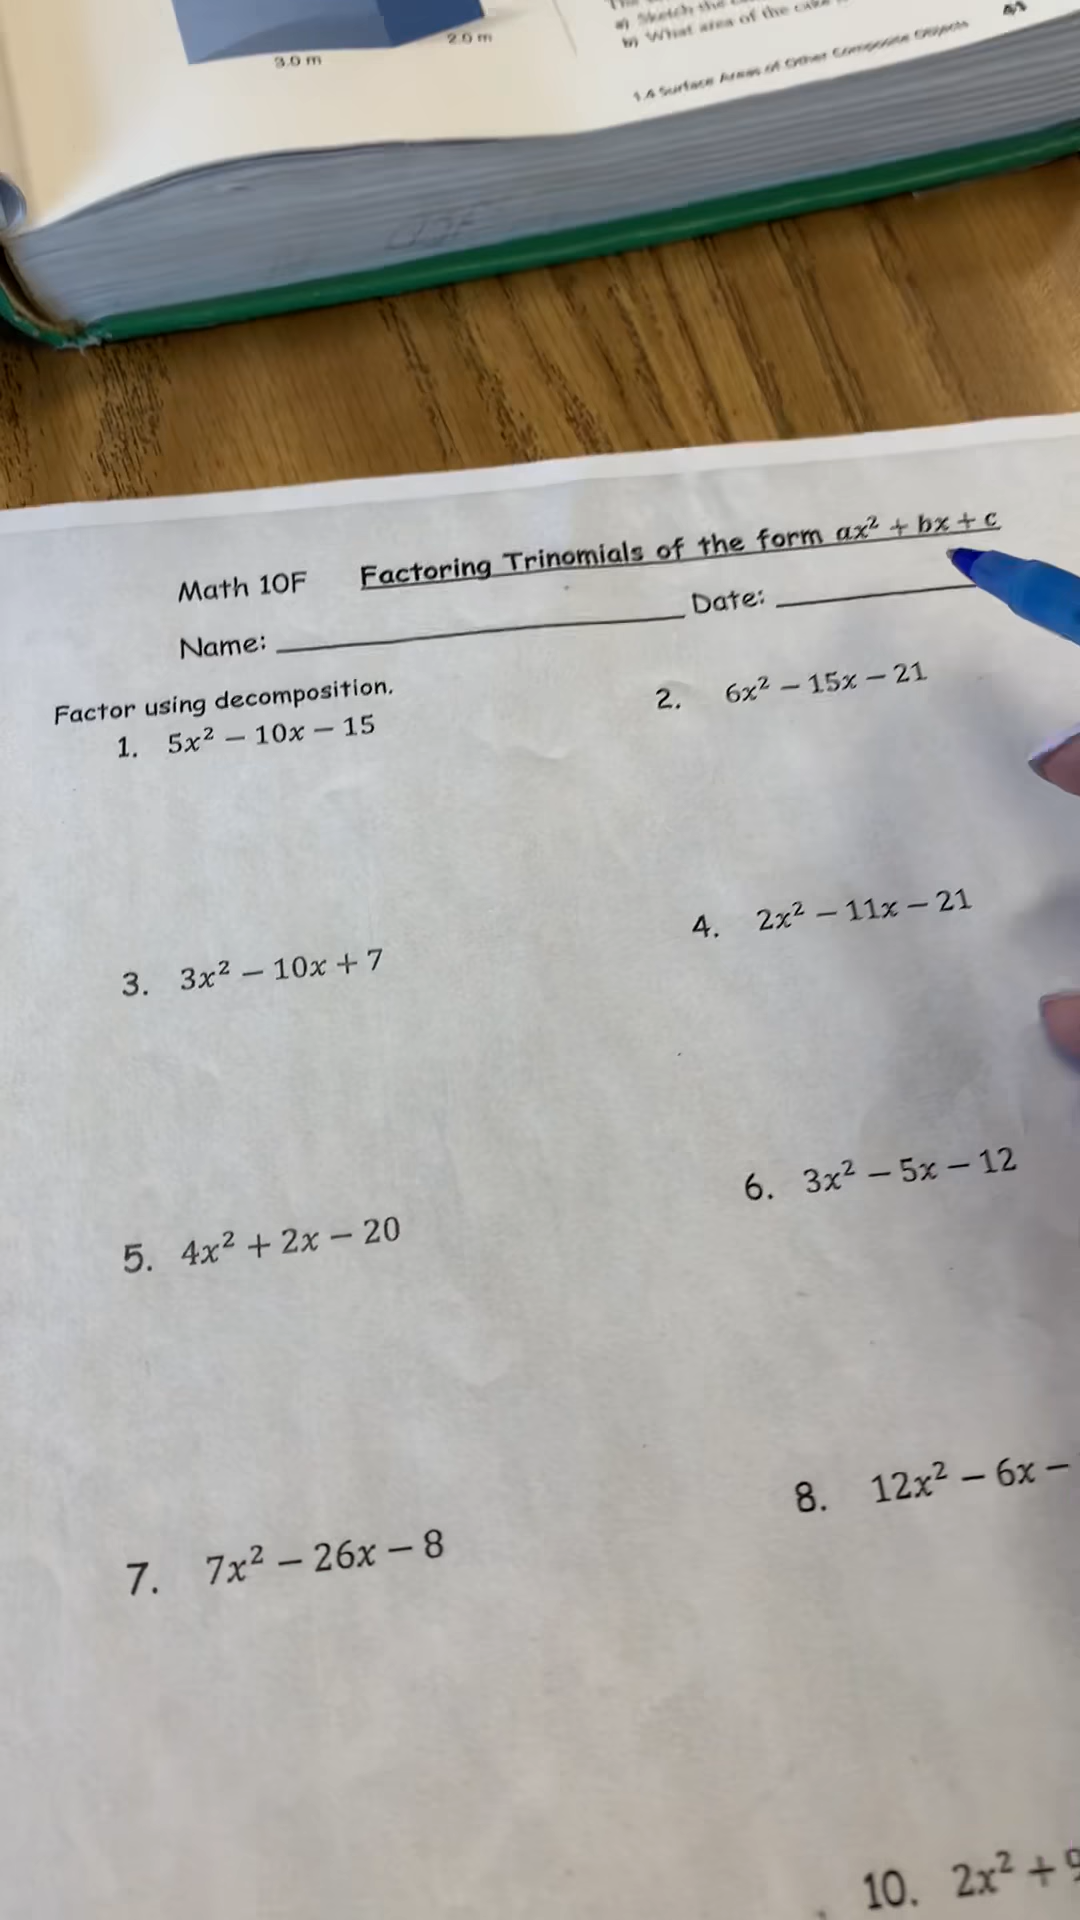 2.0 m
3.0 m
a) Sketch the
b) What area of the cake
1.4 Surface Areas of Other Composite Objects
Math 10F Factoring Trinomials of the form ax² + bx + c
Name: Date:
Factor using decomposition.
1. 5x² − 10x − 15
2. 6x² − 15x − 21
3. 3x² − 10x + 7
4. 2x² − 11x − 21
5. 4x² + 2x − 20
6. 3x² − 5x − 12
7. 7x² − 26x − 8
8. 12x² − 6x −
10. 2x² +